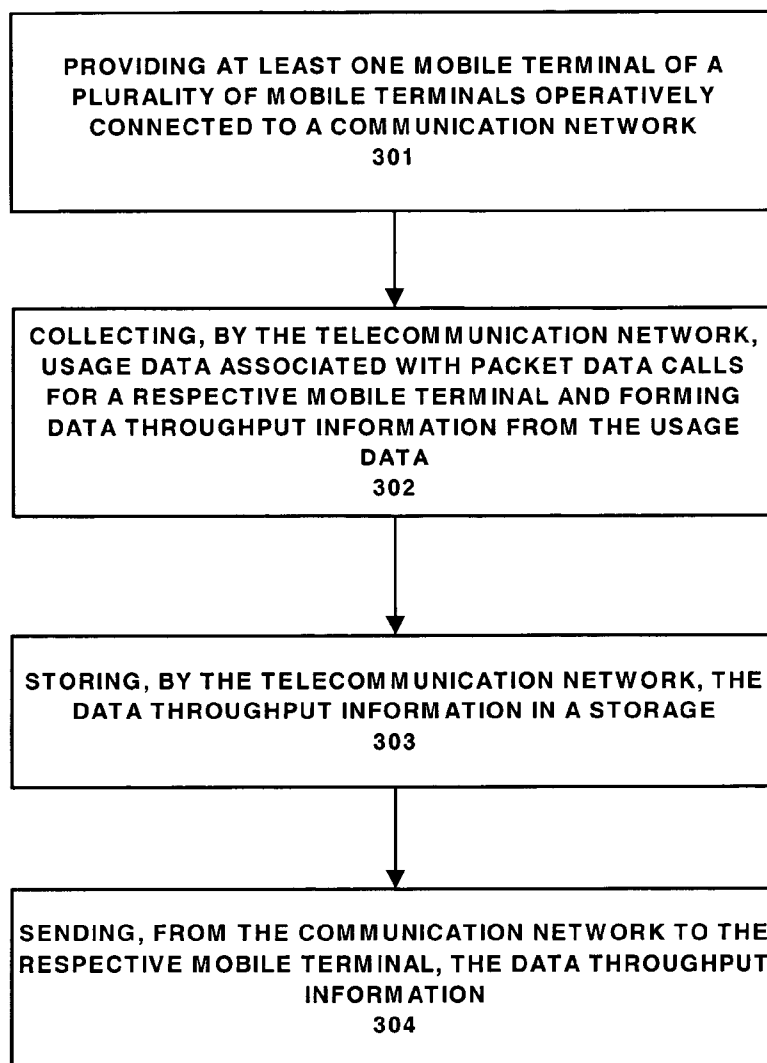 PROVIDING AT LEAST ONE MOBILE TERMINAL OF A
PLURALITY OF MOBILE TERMINALS OPERATIVELY
CONNECTED TO A COMMUNICATION NETWORK
301
COLLECTING, BY THE TELECOMMUNICATION NETWORK,
USAGE DATA ASSOCIATED WITH PACKET DATA CALLS
FOR A RESPECTIVE MOBILE TERMINAL AND FORMING
DATA THROUGHPUT INFORMATION FROM THE USAGE
DATA
302
STORING, BY THE TELECOMMUNICATION NETWORK, THE
DATA THROUGHPUT INFORMATION IN A STORAGE
303
SENDING, FROM THE COMMUNICATION NETWORK TO THE
RESPECTIVE MOBILE TERMINAL, THE DATA THROUGHPUT
INFORMATION
304